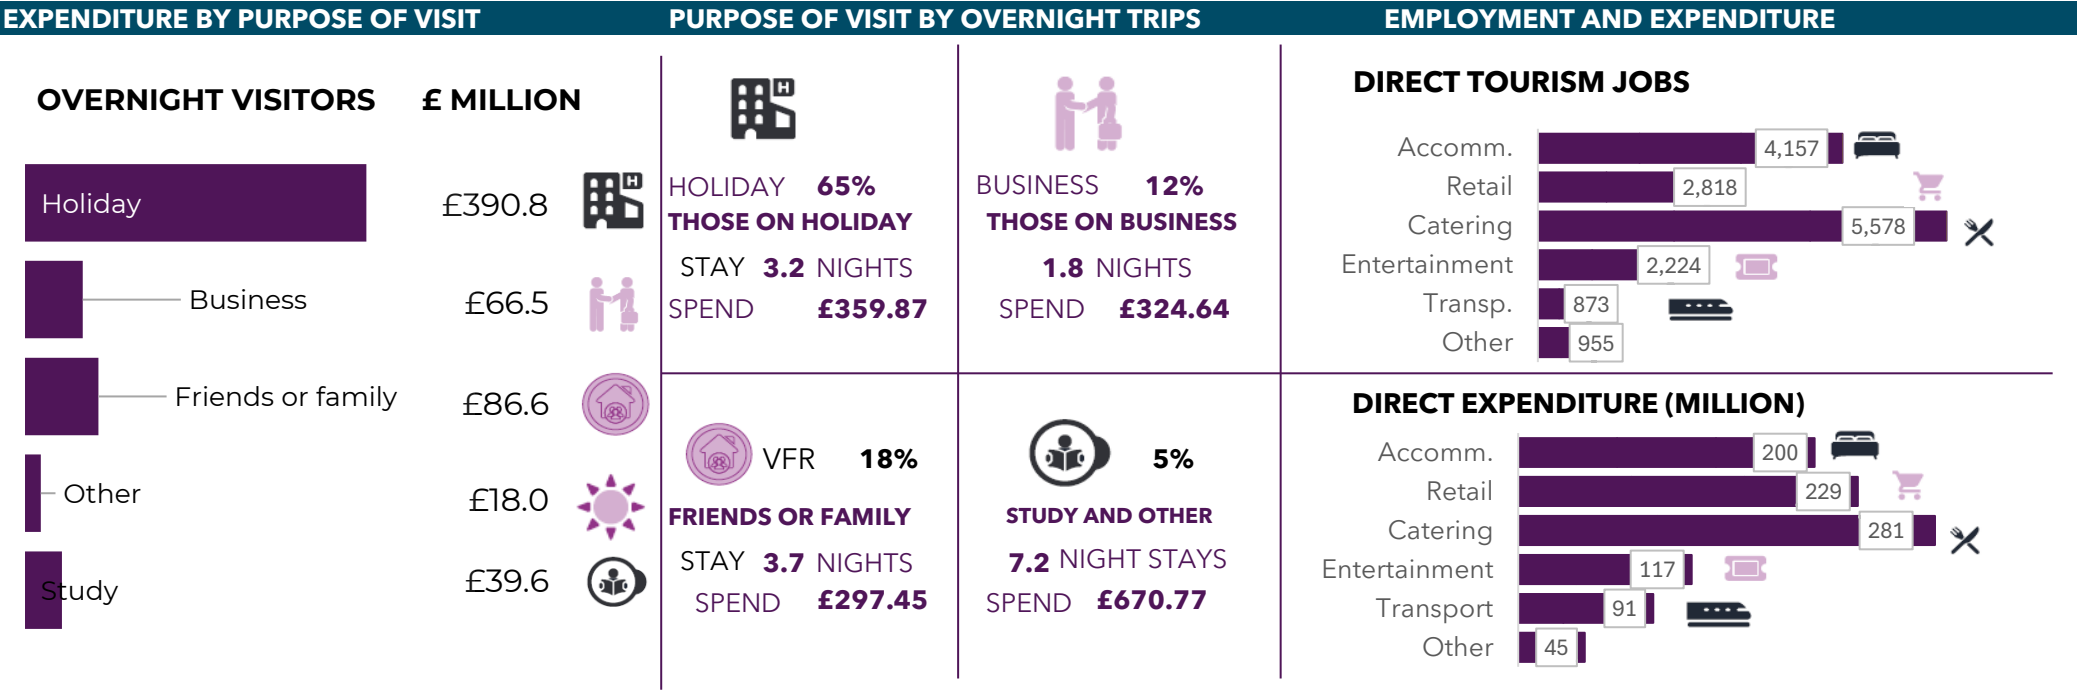 EXPENDITURE BY PURPOSE OF VISIT
OVERNIGHT VISITORS £ MILLION
Holiday £390.8
Business £66.5
Friends or family £86.6
Other £18.0
Study £39.6
PURPOSE OF VISIT BY OVERNIGHT TRIPS
H
HOLIDAY 65%
THOSE ON HOLIDAY
STAY 3.2 NIGHTS
SPEND £359.87
BUSINESS 12%
THOSE ON BUSINESS
1.8 NIGHTS
SPEND £324.64
VFR 18%
FRIENDS OR FAMILY
STAY 3.7 NIGHTS
SPEND £297.45
5%
STUDY AND OTHER
7.2 NIGHT STAYS
SPEND £670.77
EMPLOYMENT AND EXPENDITURE
DIRECT TOURISM JOBS
Accomm. 4,157
Retail 2,818
Catering 5,578
Entertainment 2,224
Transp. 873
Other 955
DIRECT EXPENDITURE (MILLION)
Accomm. 200
Retail 229
Catering 281
Entertainment 117
Transport 91
Other 45